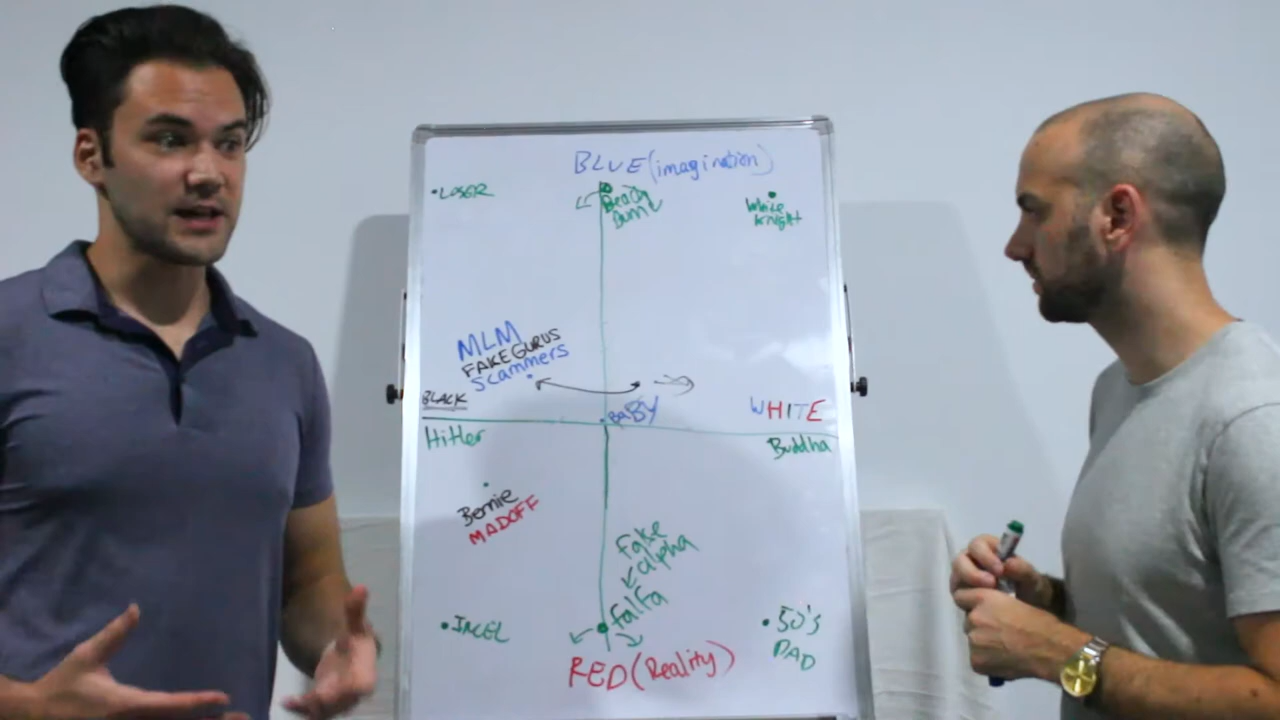 BLUE (imagination)
• LOSER
Beach
Bum
White
Knight
MLM
FAKE GURUS
Scammers
BLACK
BABY
WHITE
Hitler
Buddha
Bernie
MADOFF
fake
alpha
falfa
• INCEL
• 50's
DAD
RED (Reality)